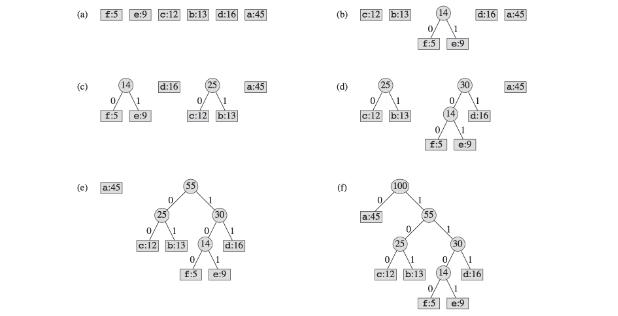 (a) f:5 e:9 c:12 b:13 d:16 a:45
(b) c:12 b:13 14 d:16 a:45
0 1
f:5 e:9
(c) 14 d:16 25 a:45
0 1 0 1
f:5 e:9 c:12 b:13
(d) 25 30 a:45
0 1 0 1
c:12 b:13 14 d:16
0 1
f:5 e:9
(e) a:45 55
0 1
25 30
0 1 0 1
c:12 b:13 14 d:16
0 1
f:5 e:9
(f) 100
0 1
a:45 55
0 1
25 30
0 1 0 1
c:12 b:13 14 d:16
0 1
f:5 e:9